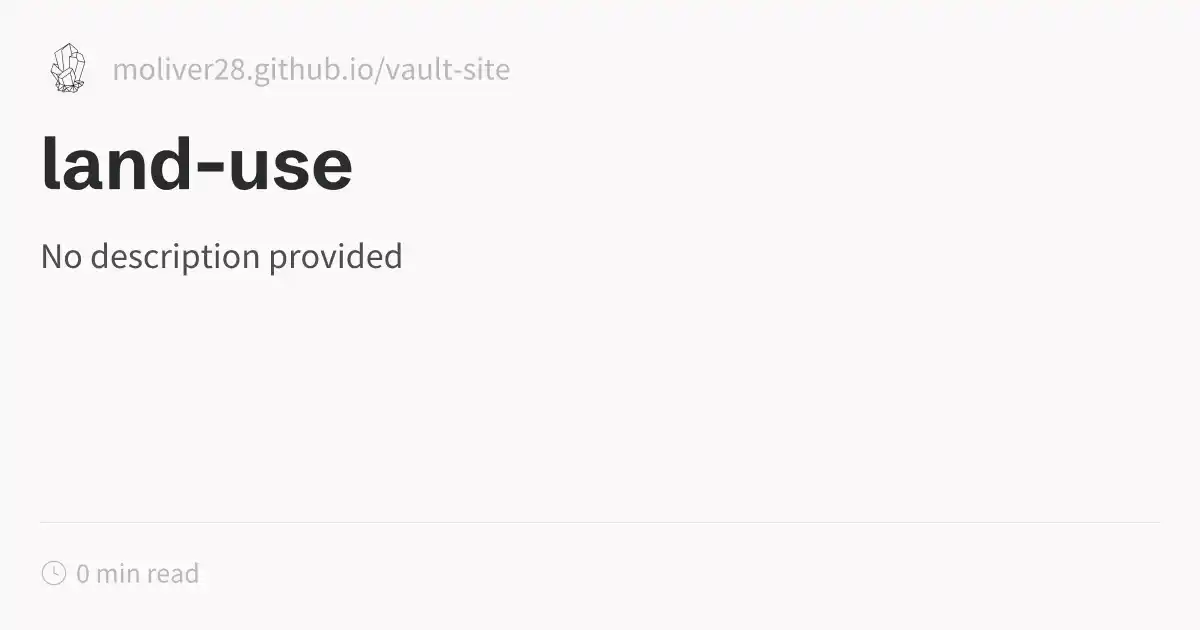 moliver28.github.io/vault-site
land-use
No description provided
0 min read